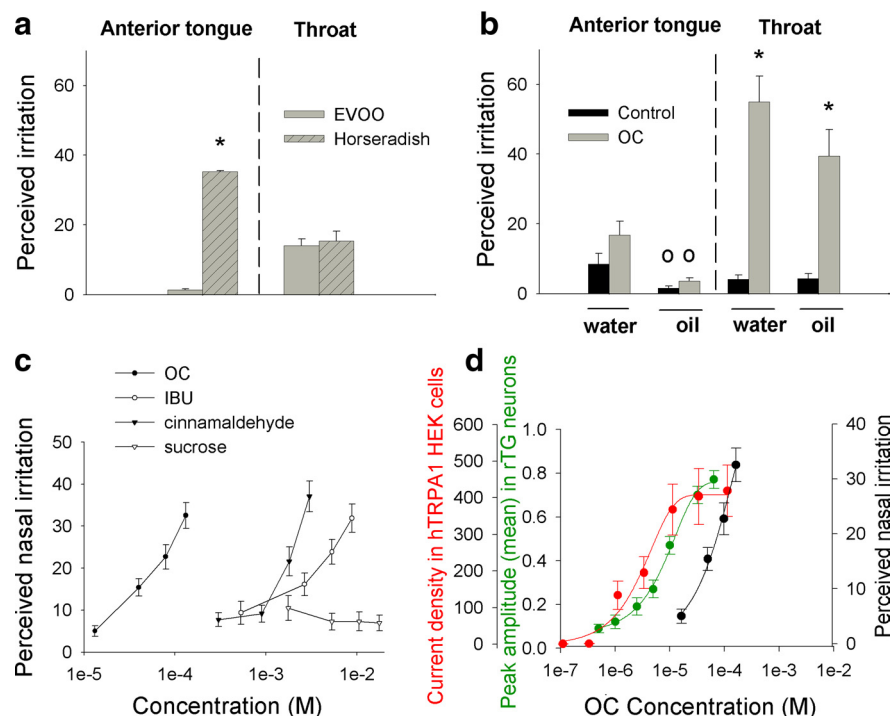 a
Anterior tongue
Throat
Perceived irritation
60
40
20
0
EVOO
Horseradish
*
b
Anterior tongue
Throat
Perceived irritation
60
40
20
0
Control
OC
o o
*
*
water
oil
water
oil
c
OC
IBU
cinnamaldehyde
sucrose
Perceived nasal irritation
50
40
30
20
10
0
1e-5
1e-4
1e-3
1e-2
Concentration (M)
d
Current density in hTRPA1 HEK cells
600
500
400
300
200
100
0
Peak amplitude (mean) in rTG neurons
1.0
0.8
0.6
0.4
0.2
0.0
Perceived nasal irritation
40
30
20
10
0
1e-7
1e-6
1e-5
1e-4
1e-3
1e-2
OC Concentration (M)